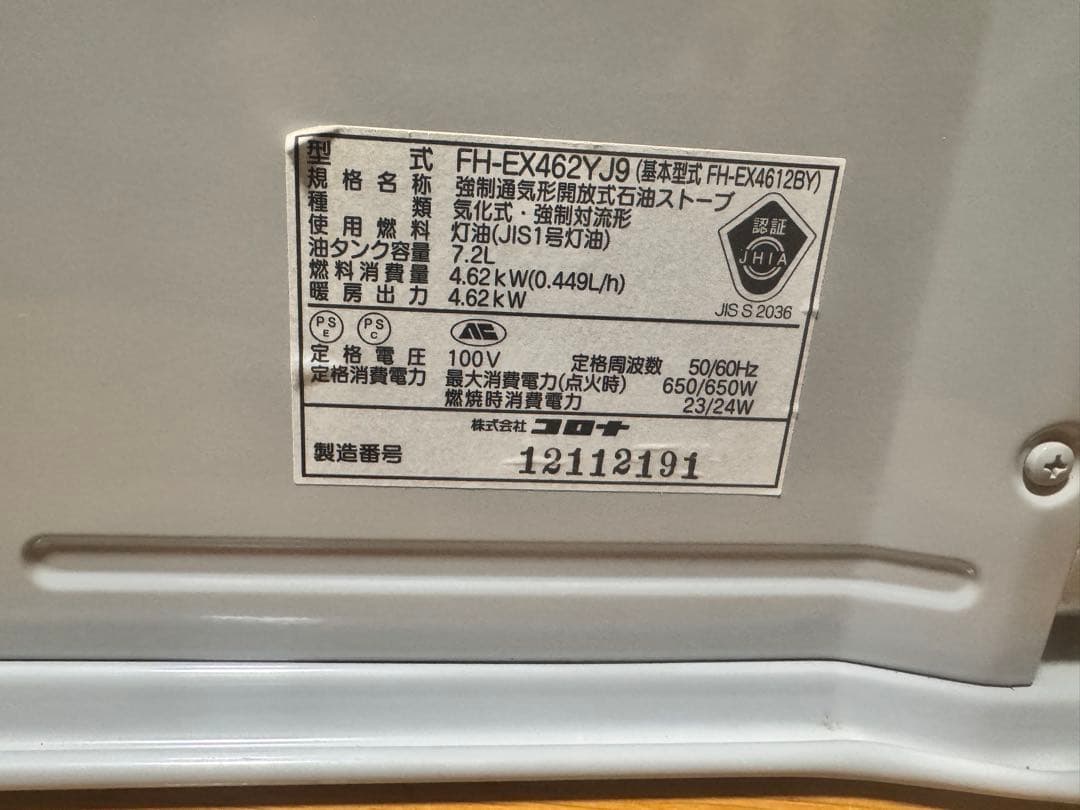 型式 FH-EX462YJ9 (基本型式 FH-EX4612BY)
規格名称 強制通気形開放式石油ストーブ
種類 気化式・強制対流形
使用燃料 灯油(JIS1号灯油)
油タンク容量 7.2L
燃料消費量 4.62kW(0.449L/h)
暖房出力 4.62kW
認証
JHIA
JIS S 2036
PS E PS C
定格電圧 100V 定格周波数 50/60Hz
定格消費電力 最大消費電力(点火時) 650/650W
燃焼時消費電力 23/24W
株式会社 コロナ
製造番号 12112191